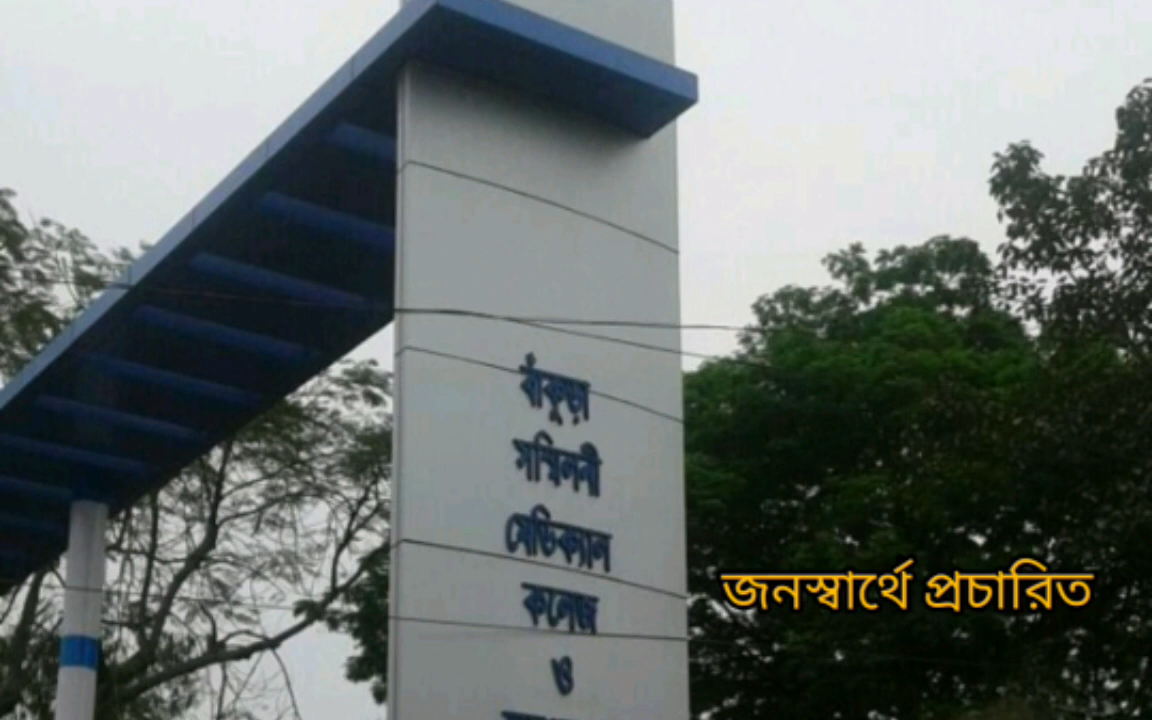 বাঁকুড়া
সম্মিলনী
মেডিক্যাল
কলেজ
ও
জনস্বার্থে প্রচারিত